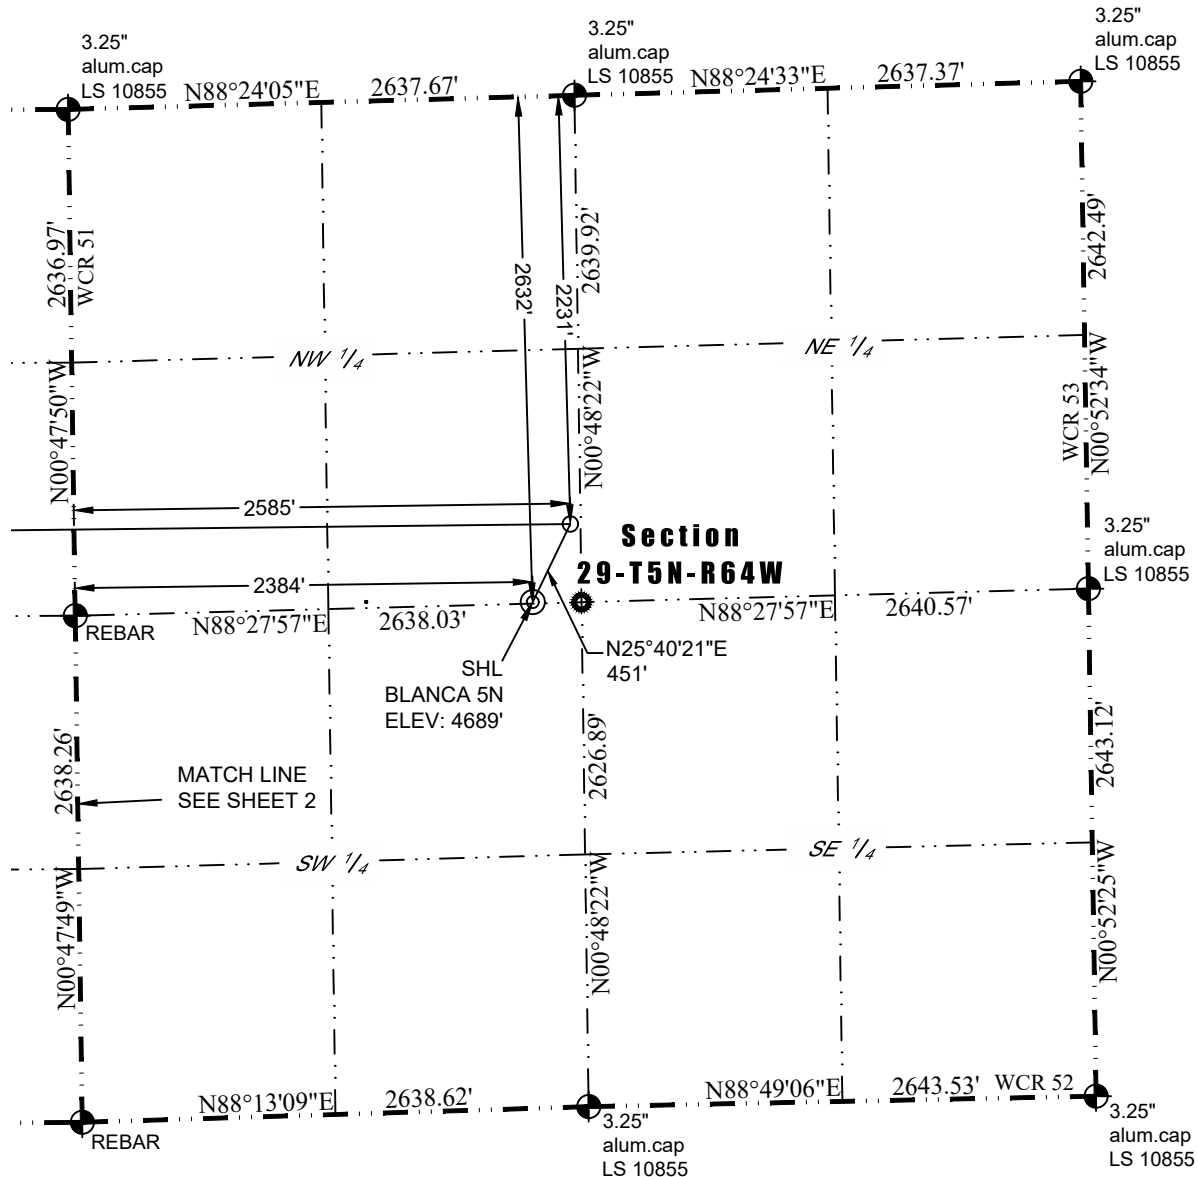 3.25"
alum.cap
LS 10855
3.25"
alum.cap
LS 10855
3.25"
alum.cap
LS 10855
N88°24'05"E
2637.67'
N88°24'33"E
2637.37'
2636.97'
WCR 51
2632'
2231'
2639.92'
2642.49'
NW 1/4
NE 1/4
N00°47'50"W
N00°48'22"W
WCR 53
N00°52'34"W
2585'
Section
29-T5N-R64W
3.25"
alum.cap
LS 10855
2384'
REBAR
N88°27'57"E
2638.03'
N88°27'57"E
2640.57'
SHL
BLANCA 5N
ELEV: 4689'
N25°40'21"E
451'
2638.26'
MATCH LINE
SEE SHEET 2
2626.89'
2643.12'
SW 1/4
SE 1/4
N00°47'49"W
N00°48'22"W
N00°52'25"W
N88°13'09"E
2638.62'
N88°49'06"E
2643.53'
WCR 52
REBAR
3.25"
alum.cap
LS 10855
3.25"
alum.cap
LS 10855